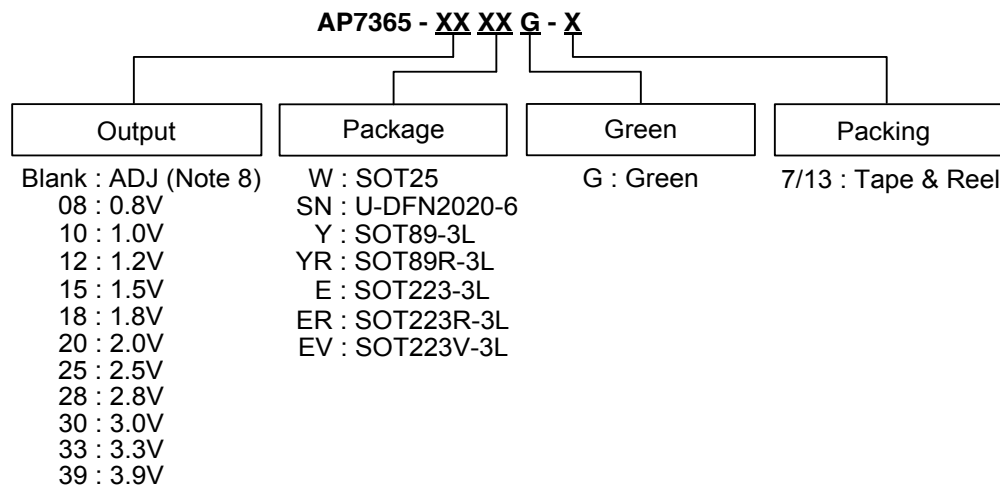 AP7365 - XX XX G - X
Output
Blank : ADJ (Note 8)
08 : 0.8V
10 : 1.0V
12 : 1.2V
15 : 1.5V
18 : 1.8V
20 : 2.0V
25 : 2.5V
28 : 2.8V
30 : 3.0V
33 : 3.3V
39 : 3.9V
Package
W : SOT25
SN : U-DFN2020-6
Y : SOT89-3L
YR : SOT89R-3L
E : SOT223-3L
ER : SOT223R-3L
EV : SOT223V-3L
Green
G : Green
Packing
7/13 : Tape & Reel